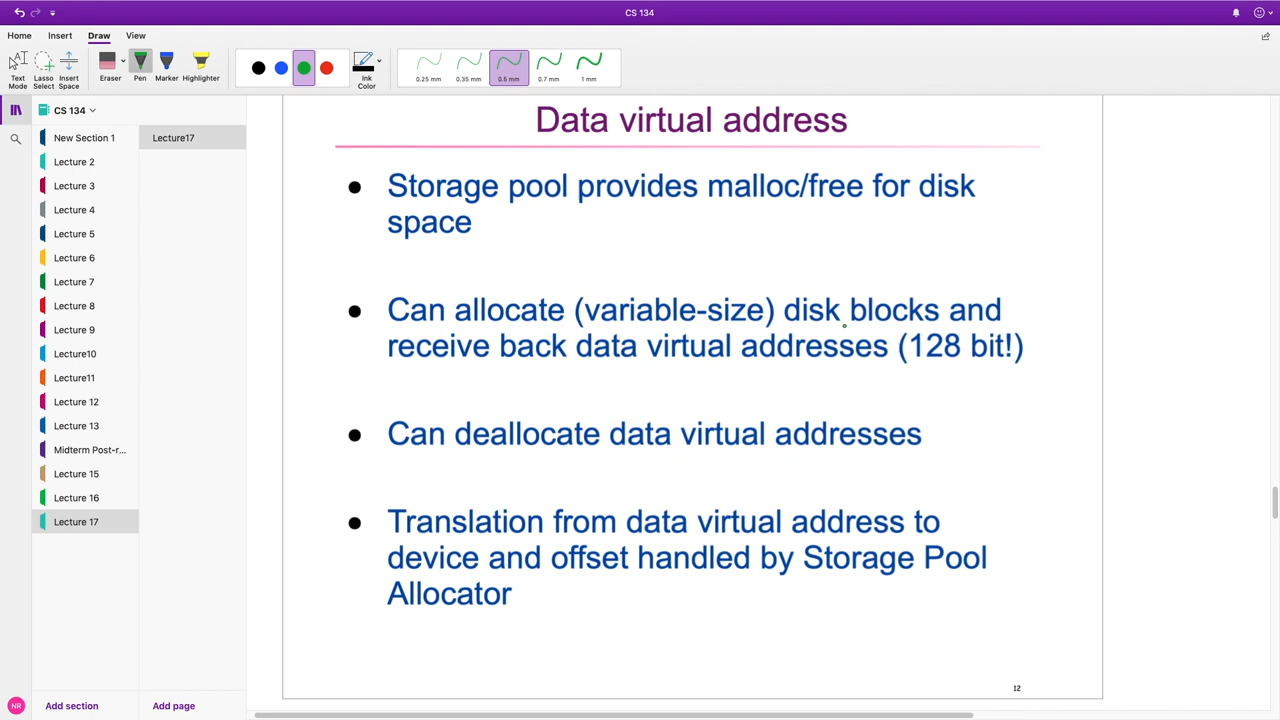 CS 134
Home Insert Draw View
Text Mode
Lasso Select
Insert Space
Eraser
Pen
Marker
Highlighter
Ink Color
0.25 mm
0.35 mm
0.5 mm
0.7 mm
1 mm
CS 134
New Section 1
Lecture 2
Lecture 3
Lecture 4
Lecture 5
Lecture 6
Lecture 7
Lecture 8
Lecture 9
Lecture10
Lecture11
Lecture 12
Lecture 13
Midterm Post-r...
Lecture 15
Lecture 16
Lecture 17
Lecture17
Data virtual address
● Storage pool provides malloc/free for disk
space
● Can allocate (variable-size) disk blocks and
receive back data virtual addresses (128 bit!)
● Can deallocate data virtual addresses
● Translation from data virtual address to
device and offset handled by Storage Pool
Allocator
12
NR
Add section
Add page